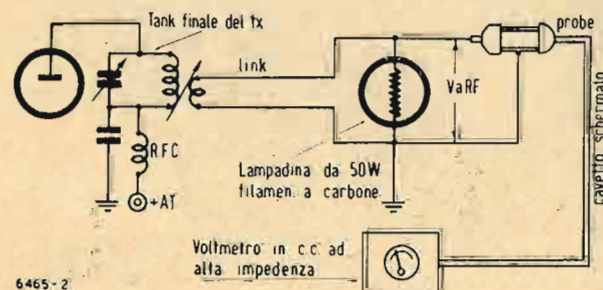 Tank finale del tx
probe
link
VaRF
RFC
+AT
Lampadina da 50W
filamen. a carbone
cavetto schermato
Voltmetro in c.c. ad
alta impedenza
6465-2